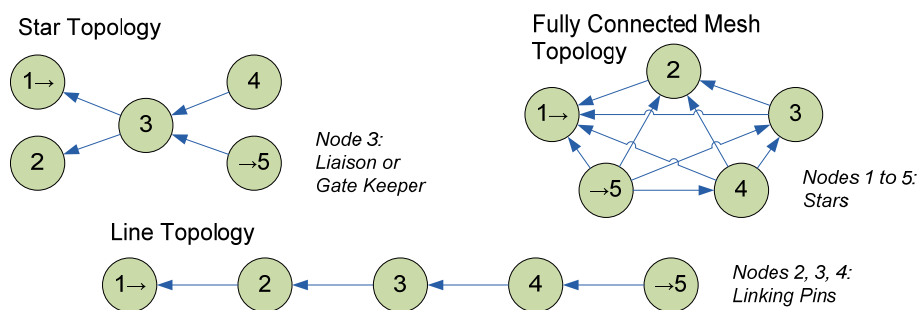 Star Topology
1→
4
3
2
→5
Node 3:
Liaison or
Gate Keeper
Fully Connected Mesh
Topology
2
1→
3
→5
4
Nodes 1 to 5:
Stars
Line Topology
1→
2
3
4
→5
Nodes 2, 3, 4:
Linking Pins